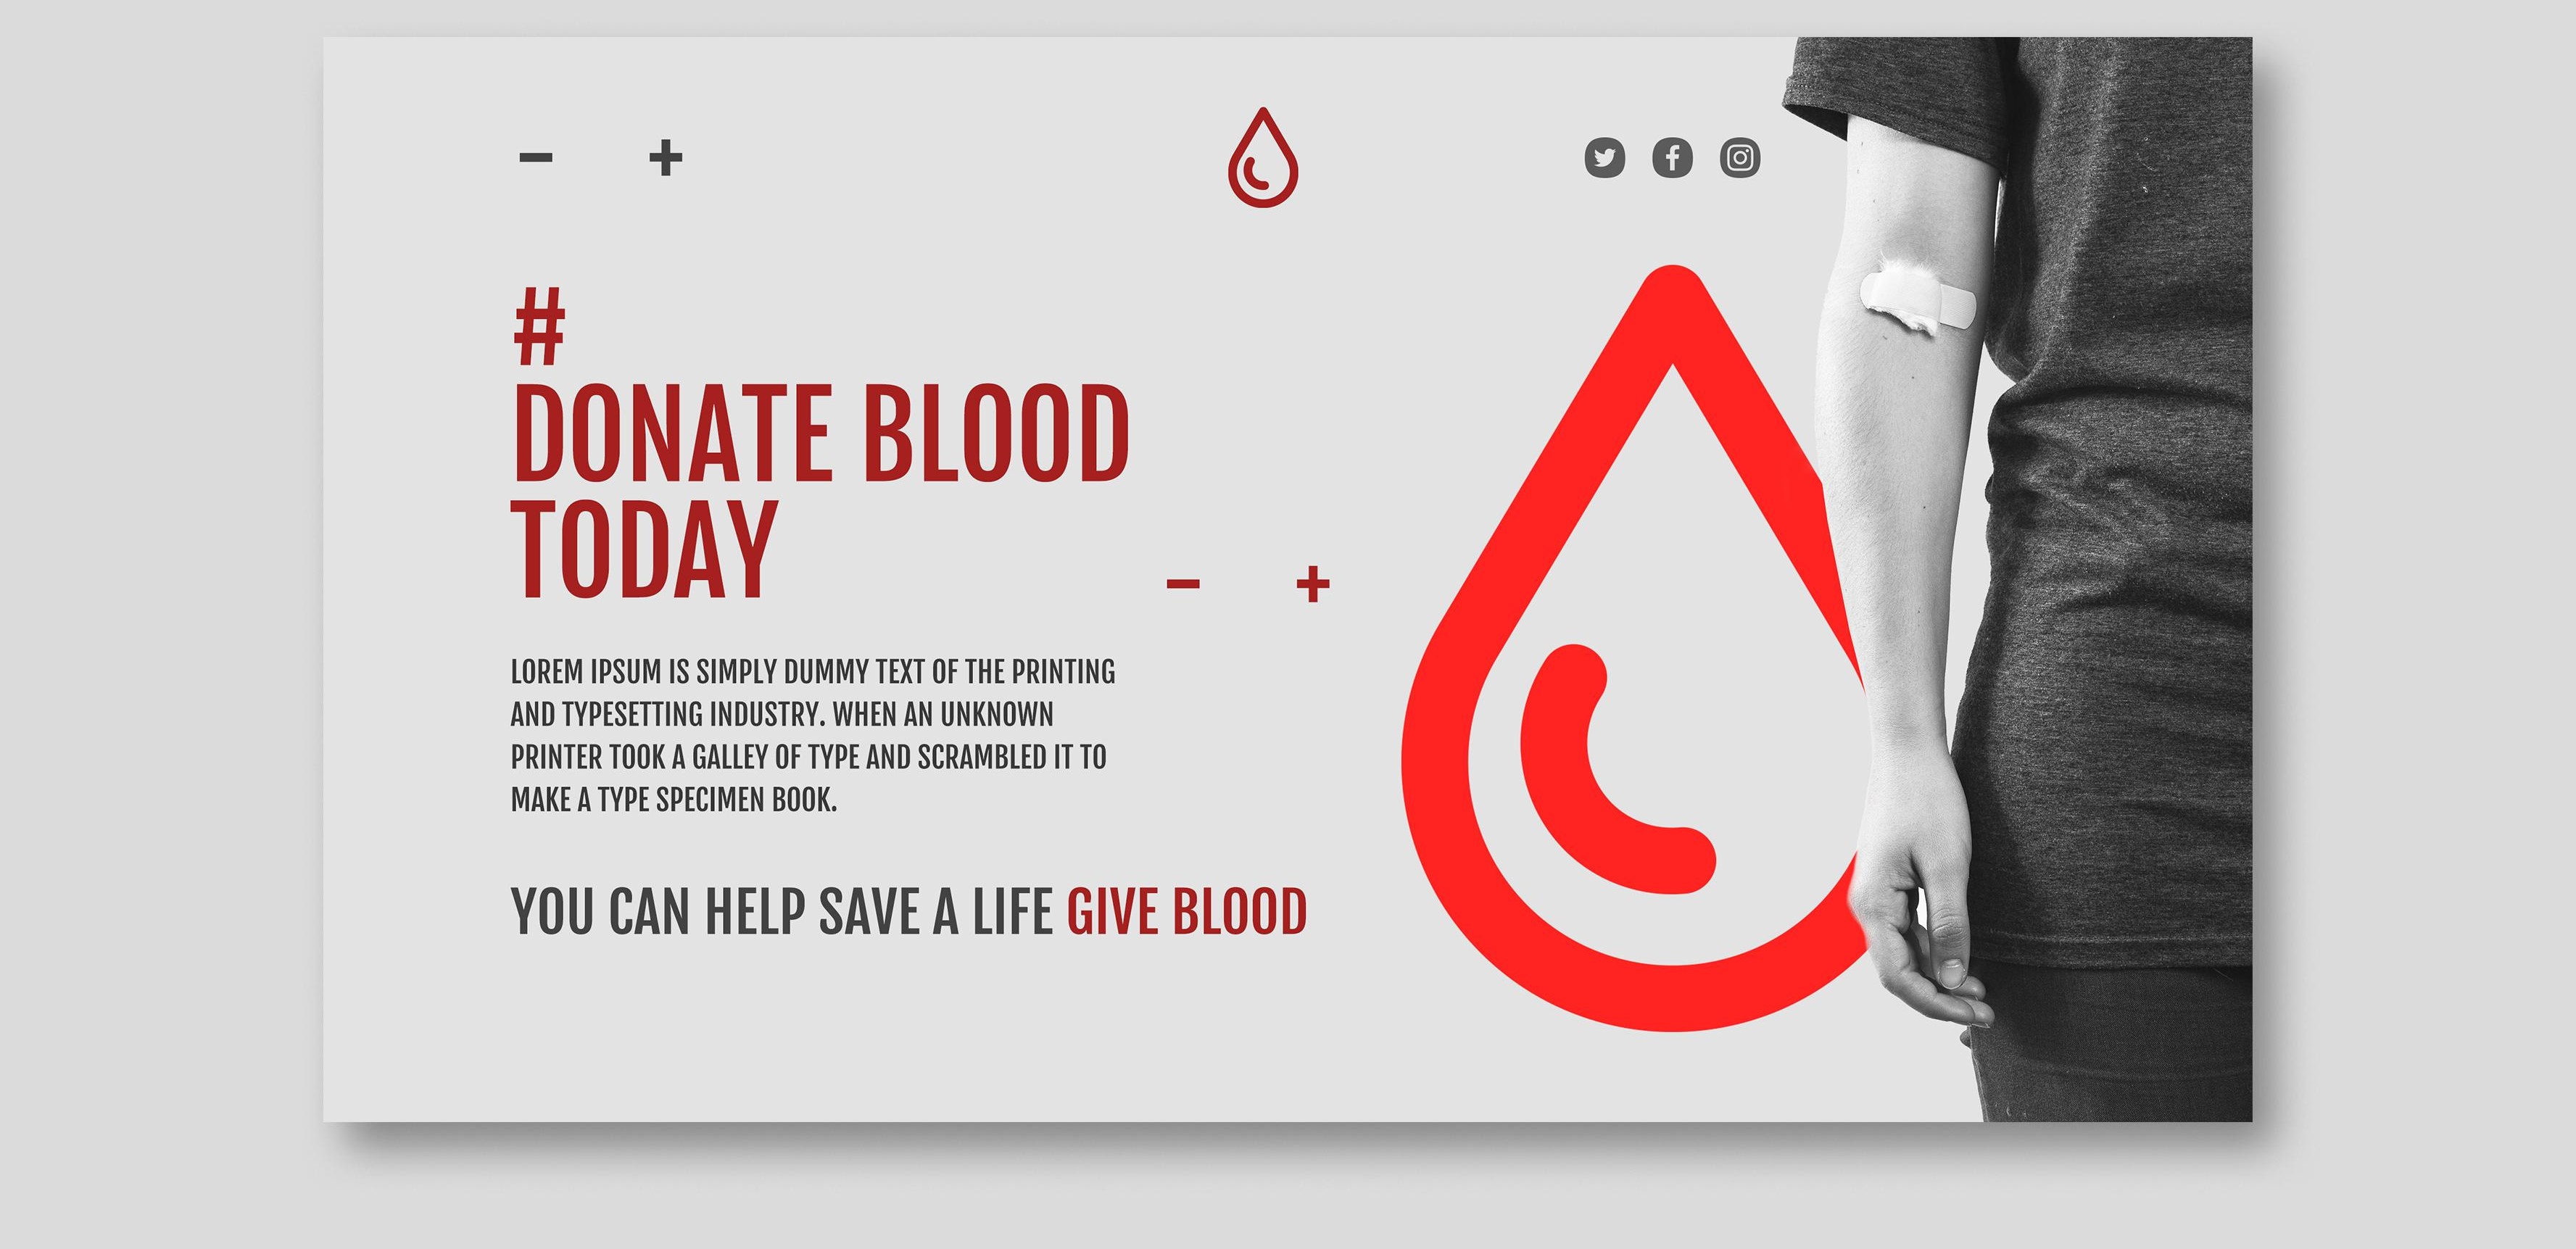 - +
#
DONATE BLOOD
TODAY
- +
LOREM IPSUM IS SIMPLY DUMMY TEXT OF THE PRINTING
AND TYPESETTING INDUSTRY. WHEN AN UNKNOWN
PRINTER TOOK A GALLEY OF TYPE AND SCRAMBLED IT TO
MAKE A TYPE SPECIMEN BOOK.
YOU CAN HELP SAVE A LIFE GIVE BLOOD